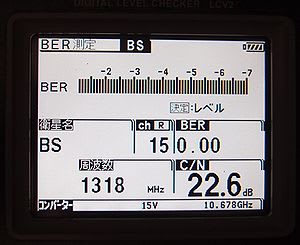 DIGITAL LEVEL CHECKER LCV2
BER測定 BS
-2 -3 -4 -5 -6 -7
BER
決定:レベル
衛星名 ch R BER
BS 15 0.00
周波数 C/N
1318 MHz 22.6 dB
コンバーター 15V 10.678GHz